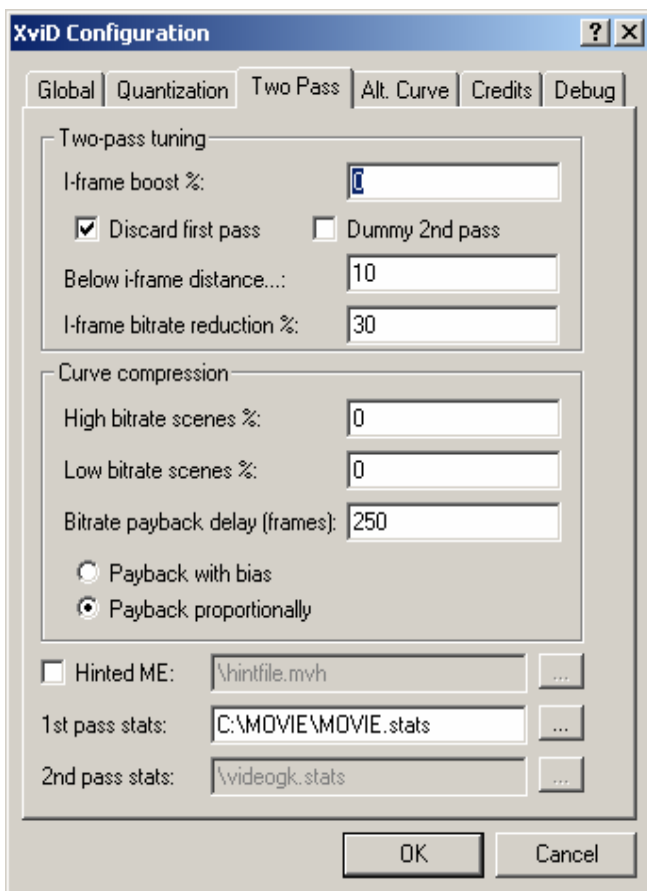 XviD Configuration
Global Quantization Two Pass Alt. Curve Credits Debug
Two-pass tuning
I-frame boost %: 0
Discard first pass Dummy 2nd pass
Below i-frame distance...: 10
I-frame bitrate reduction %: 30
Curve compression
High bitrate scenes %: 0
Low bitrate scenes %: 0
Bitrate payback delay (frames): 250
Payback with bias
Payback proportionally
Hinted ME: \hintfile.mvh ...
1st pass stats: C:\MOVIE\MOVIE.stats ...
2nd pass stats: \videogk.stats ...
OK Cancel